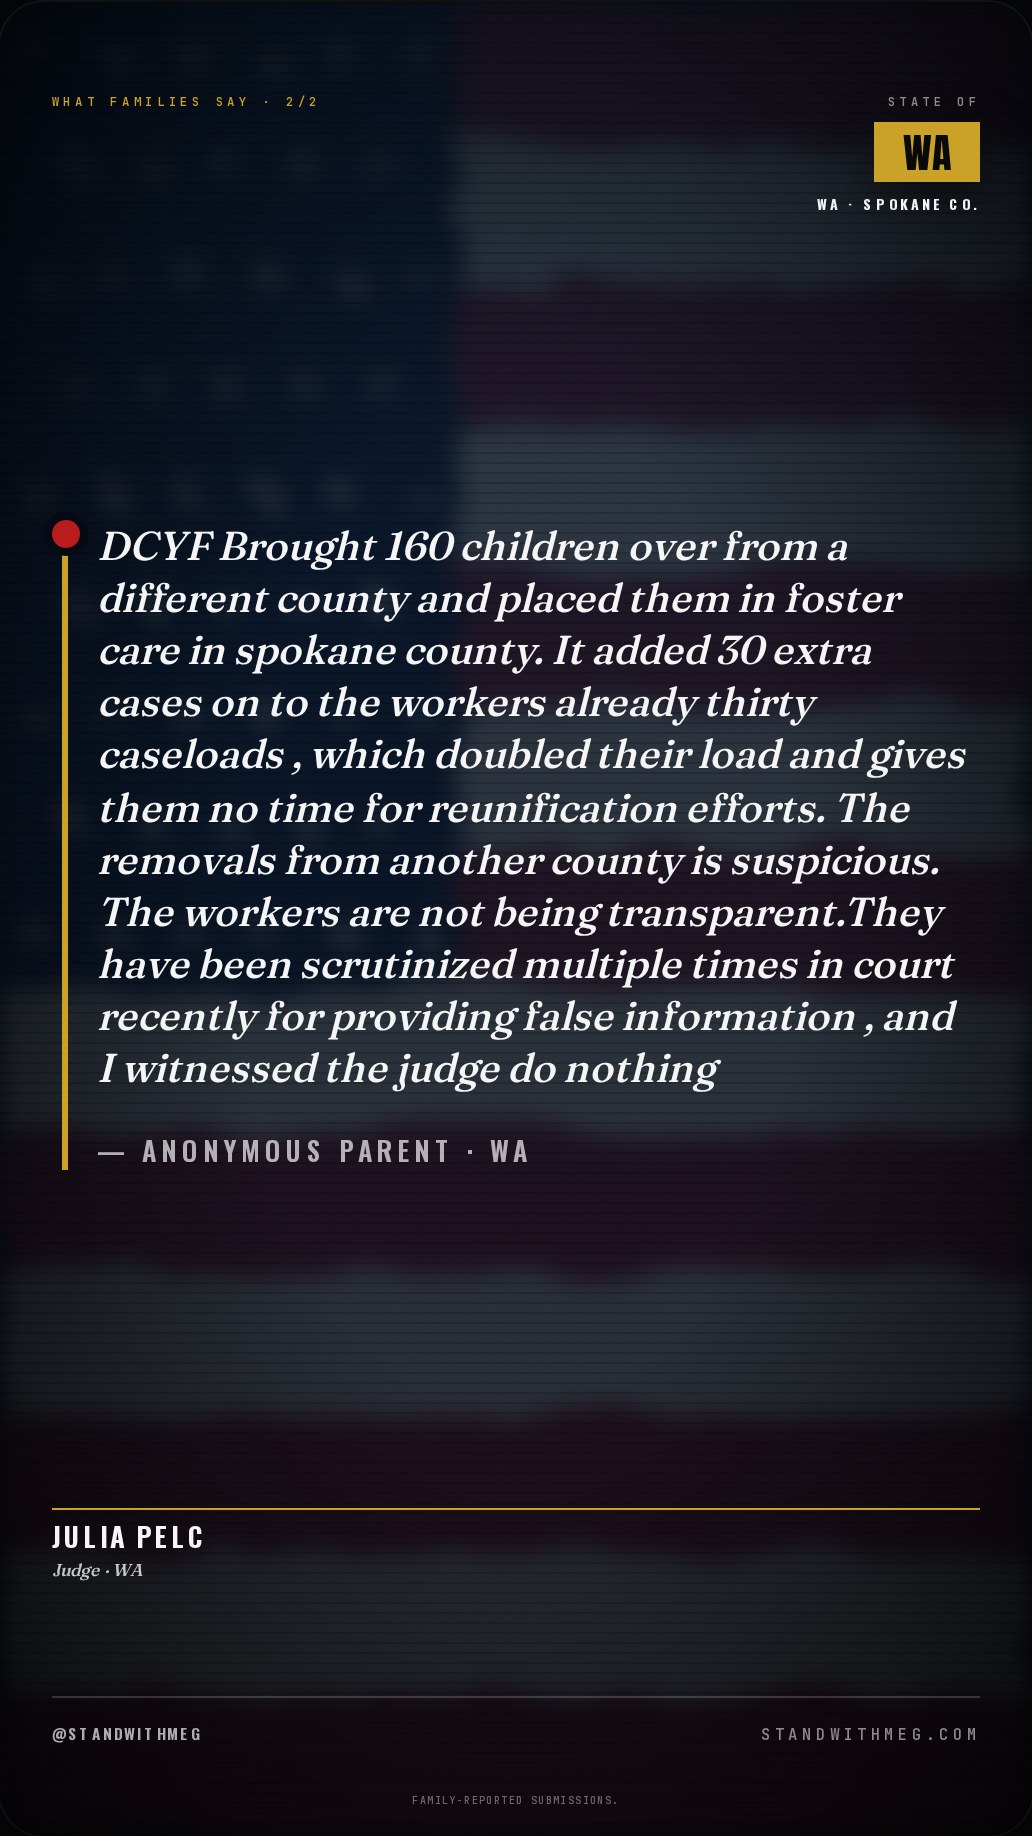 WHAT FAMILIES SAY · 2/2
STATE OF
WA
WA · SPOKANE CO.
DCYF Brought 160 children over from a
different county and placed them in foster
care in spokane county. It added 30 extra
cases on to the workers already thirty
caseloads , which doubled their load and gives
them no time for reunification efforts. The
removals from another county is suspicious.
The workers are not being transparent.They
have been scrutinized multiple times in court
recently for providing false information , and
I witnessed the judge do nothing
— ANONYMOUS PARENT · WA
JULIA PELC
Judge · WA
@STANDWITHMEG
STANDWITHMEG.COM
FAMILY-REPORTED SUBMISSIONS.